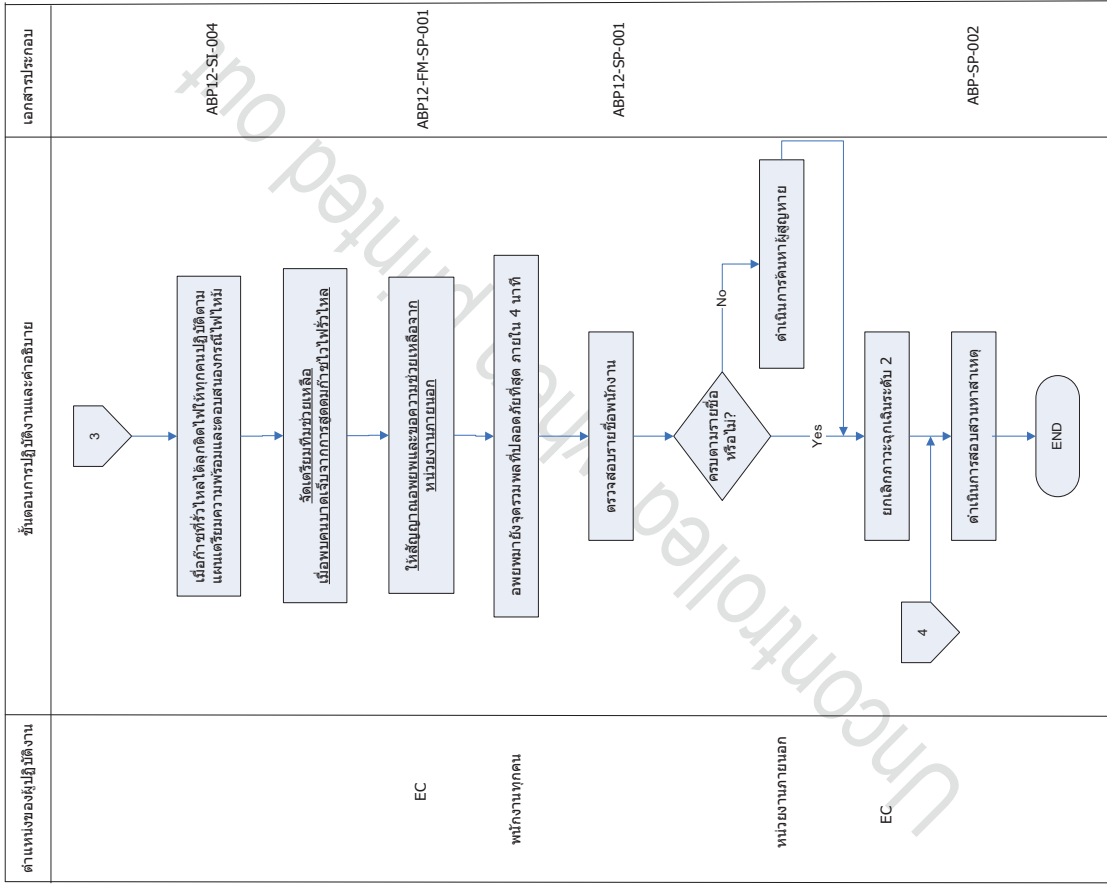 ตำแหน่งของผู้ปฏิบัติงาน
ขั้นตอนการปฏิบัติงานและคำอธิบาย
เอกสารประกอบ
3
เมื่อก๊าซที่รั่วไหลได้ลุกติดไฟให้ทุกคนปฏิบัติตาม
แผนเตรียมความพร้อมและตอบสนองกรณีไฟไหม้
ABP12-SI-004
จัดเตรียมทีมช่วยเหลือ
เมื่อพบคนบาดเจ็บจากการสูดดมก๊าซไวไฟรั่วไหล
EC
ให้สัญญาณอพยพและขอความช่วยเหลือจาก
หน่วยงานภายนอก
ABP12-FM-SP-001
พนักงานทุกคน
อพยพมายังจุดรวมพลที่ปลอดภัยที่สุด ภายใน 4 นาที
ตรวจสอบรายชื่อพนักงาน
ABP12-SP-001
ครบตามรายชื่อ
หรือไม่?
No
Yes
หน่วยงานภายนอก
ดำเนินการค้นหาผู้สูญหาย
EC
ยกเลิกภาวะฉุกเฉินระดับ 2
4
ดำเนินการสอบสวนหาสาเหตุ
ABP-SP-002
END
Uncontrolled when printed out